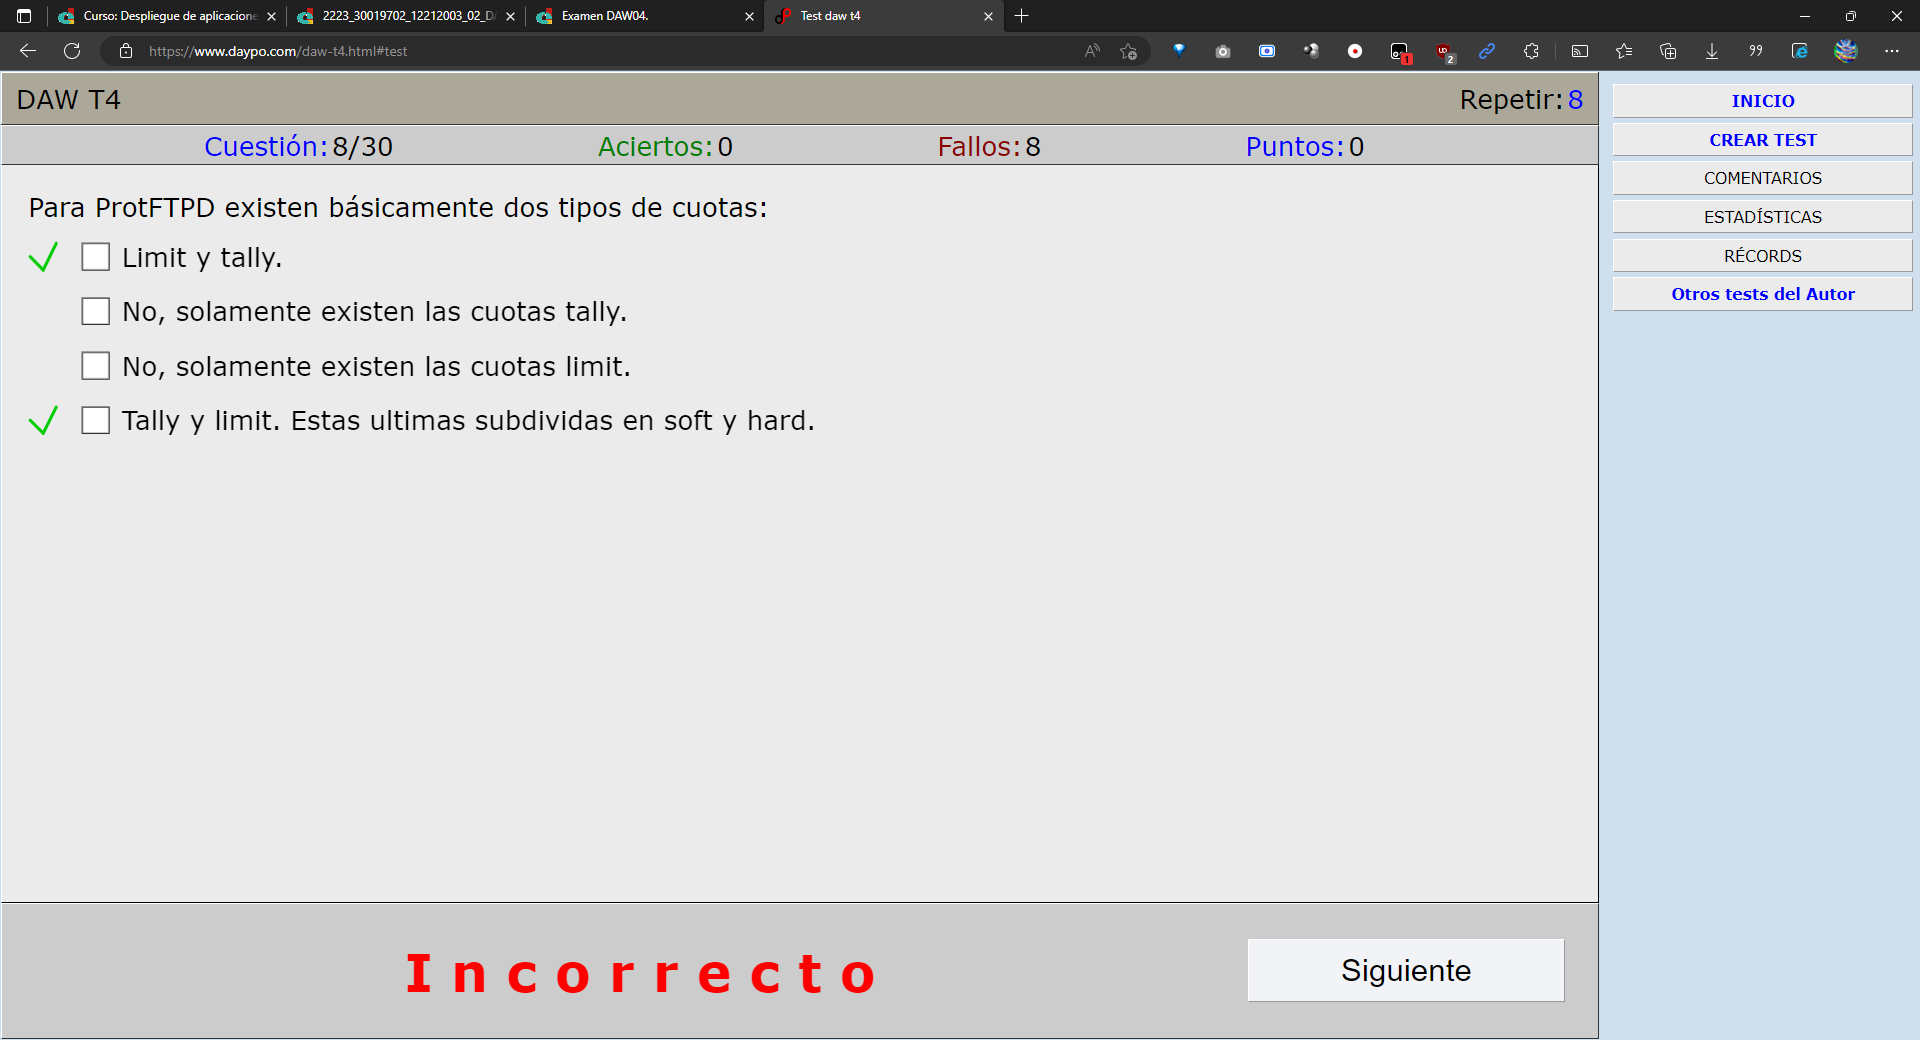 Curso: Despliegue de aplicacione
2223_30019702_12212003_02_D
Examen DAW04.
Test daw t4
https://www.daypo.com/daw-t4.html#test
1
2
DAW T4
Repetir: 8
Cuestión: 8/30
Aciertos: 0
Fallos: 8
Puntos: 0
Para ProtFTPD existen básicamente dos tipos de cuotas:
Limit y tally.
No, solamente existen las cuotas tally.
No, solamente existen las cuotas limit.
Tally y limit. Estas ultimas subdividas en soft y hard.
Incorrecto
Siguiente
INICIO
CREAR TEST
COMENTARIOS
ESTADÍSTICAS
RÉCORDS
Otros tests del Autor